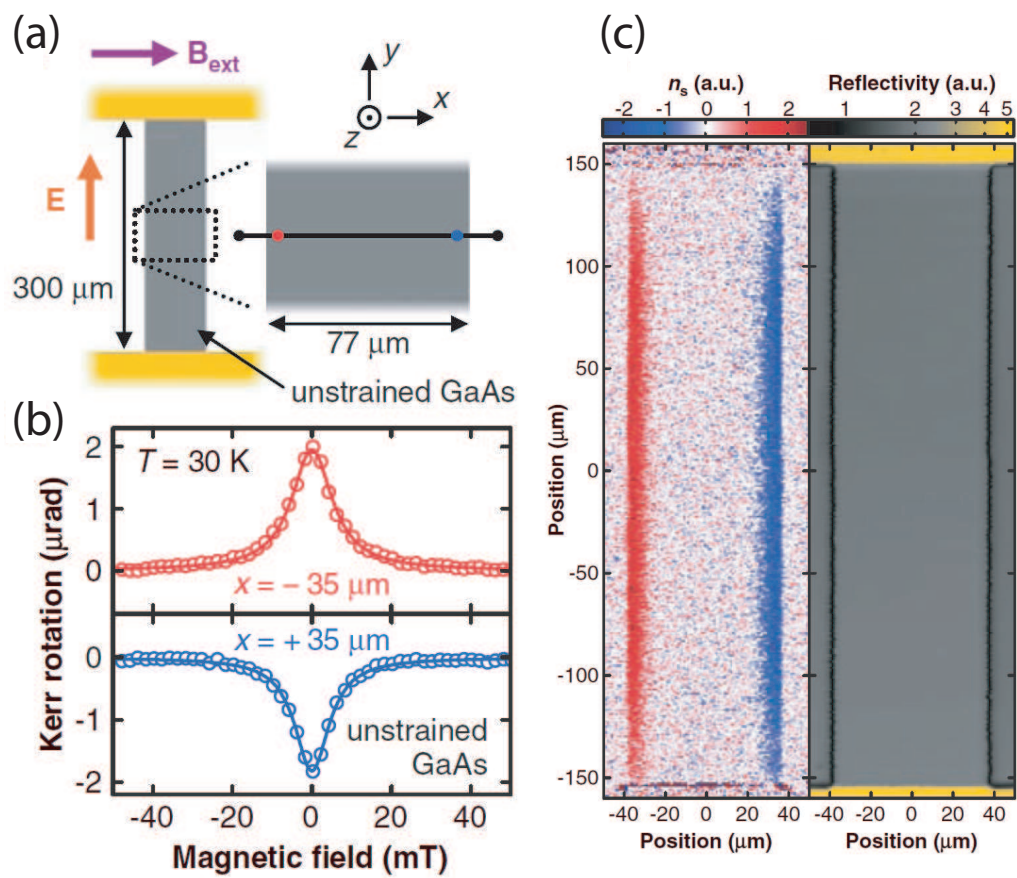 (a)
B_ext
y
x
z
E
300 μm
77 μm
unstrained GaAs
(b)
T = 30 K
x = − 35 μm
x = + 35 μm
unstrained
GaAs
Kerr rotation (μrad)
2
1
0
0
-1
-2
-40 -20 0 20 40
Magnetic field (mT)
(c)
n_s (a.u.) Reflectivity (a.u.)
-2 -1 0 1 2 1 2 3 4 5
Position (μm)
150
100
50
0
-50
-100
-150
-40 -20 0 20 40 -40 -20 0 20 40
Position (μm) Position (μm)